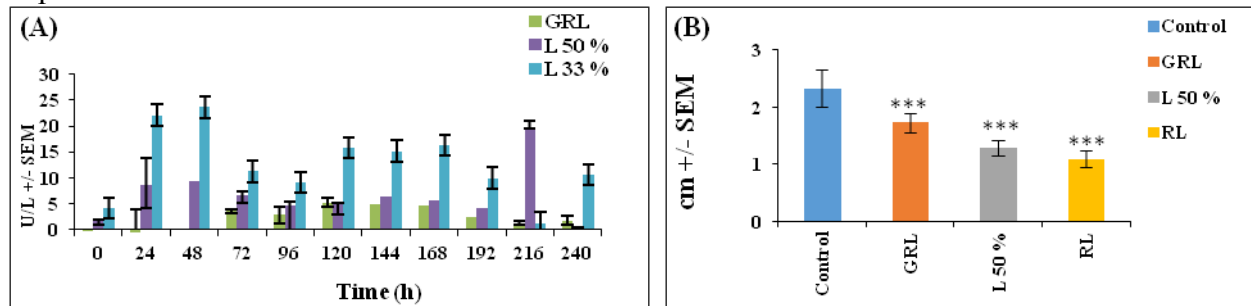 (A)
GRL
L 50 %
L 33 %
U/L +/- SEM
30
25
20
15
10
5
0
0 24 48 72 96 120 144 168 192 216 240
Time (h)
(B)
Control
GRL
L 50 %
RL
cm +/- SEM
3
2
1
0
***
***
***
Control
GRL
L 50 %
RL